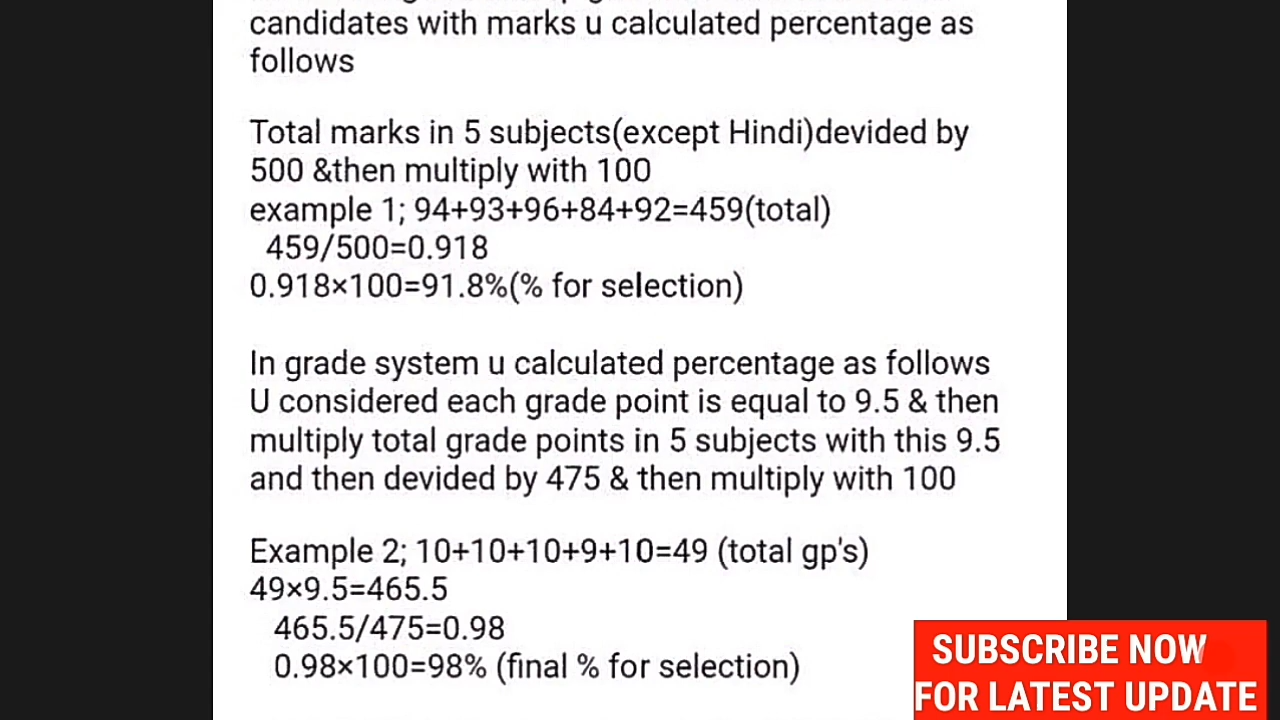 candidates with marks u calculated percentage as
follows
Total marks in 5 subjects(except Hindi)devided by
500 &then multiply with 100
example 1; 94+93+96+84+92=459(total)
459/500=0.918
0.918×100=91.8%(% for selection)
In grade system u calculated percentage as follows
U considered each grade point is equal to 9.5 & then
multiply total grade points in 5 subjects with this 9.5
and then devided by 475 & then multiply with 100
Example 2; 10+10+10+9+10=49 (total gp's)
49×9.5=465.5
465.5/475=0.98
0.98×100=98% (final % for selection)
SUBSCRIBE NOW
FOR LATEST UPDATE